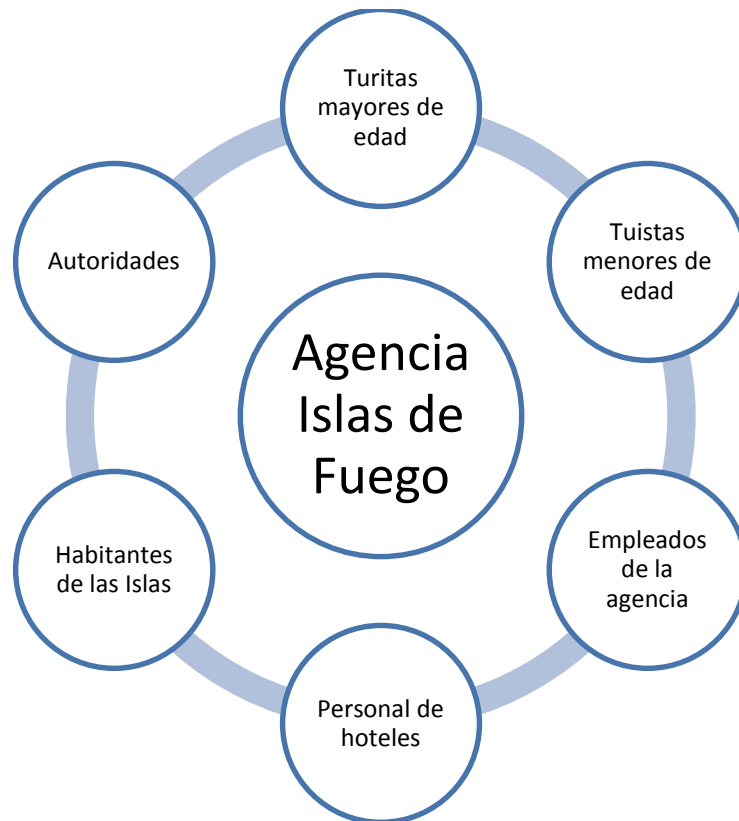 Turitas
mayores de
edad
Autoridades
Tuistas
menores de
edad
Agencia
Islas de
Fuego
Habitantes
de las Islas
Empleados
de la
agencia
Personal de
hoteles